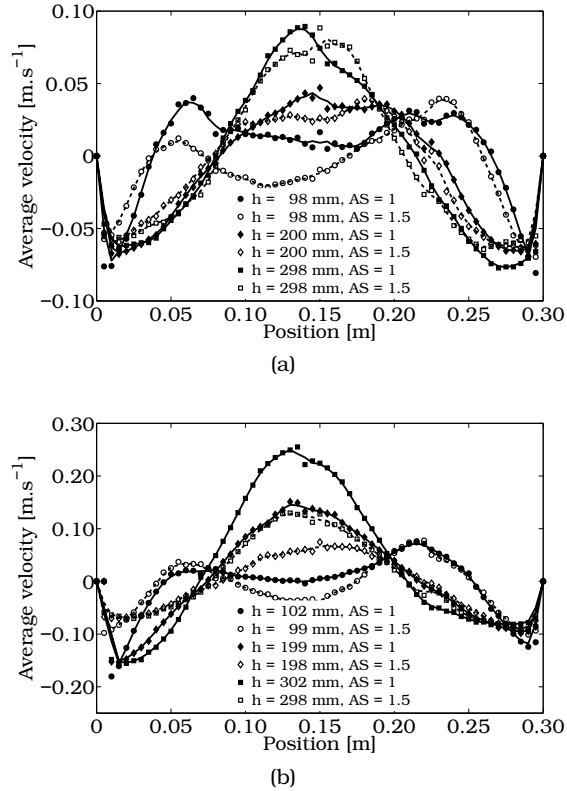 0.10
0.05
0
−0.05
−0.10
Average velocity [m.s⁻¹]
h = 98 mm, AS = 1
h = 98 mm, AS = 1.5
h = 200 mm, AS = 1
h = 200 mm, AS = 1.5
h = 298 mm, AS = 1
h = 298 mm, AS = 1.5
0 0.05 0.10 0.15 0.20 0.25 0.30
Position [m]
(a)
0.30
0.20
0.10
0
−0.10
−0.20
Average velocity [m.s⁻¹]
h = 102 mm, AS = 1
h = 99 mm, AS = 1.5
h = 199 mm, AS = 1
h = 198 mm, AS = 1.5
h = 302 mm, AS = 1
h = 298 mm, AS = 1.5
0 0.05 0.10 0.15 0.20 0.25 0.30
Position [m]
(b)